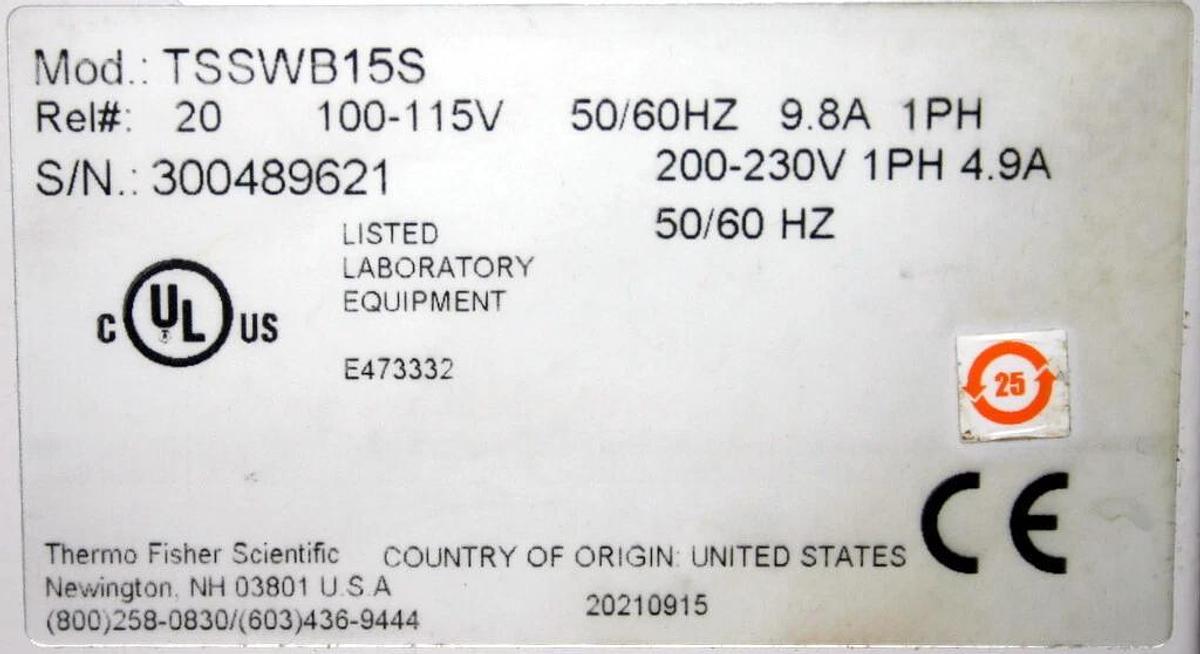 Mod.: TSSWB15S
Rel#: 20 100-115V 50/60HZ 9.8A 1PH
S/N.: 300489621 200-230V 1PH 4.9A
50/60 HZ
LISTED
LABORATORY
EQUIPMENT
E473332
C UL US
25
CE
Thermo Fisher Scientific COUNTRY OF ORIGIN: UNITED STATES
Newington, NH 03801 U.S.A
(800)258-0830/(603)436-9444 20210915